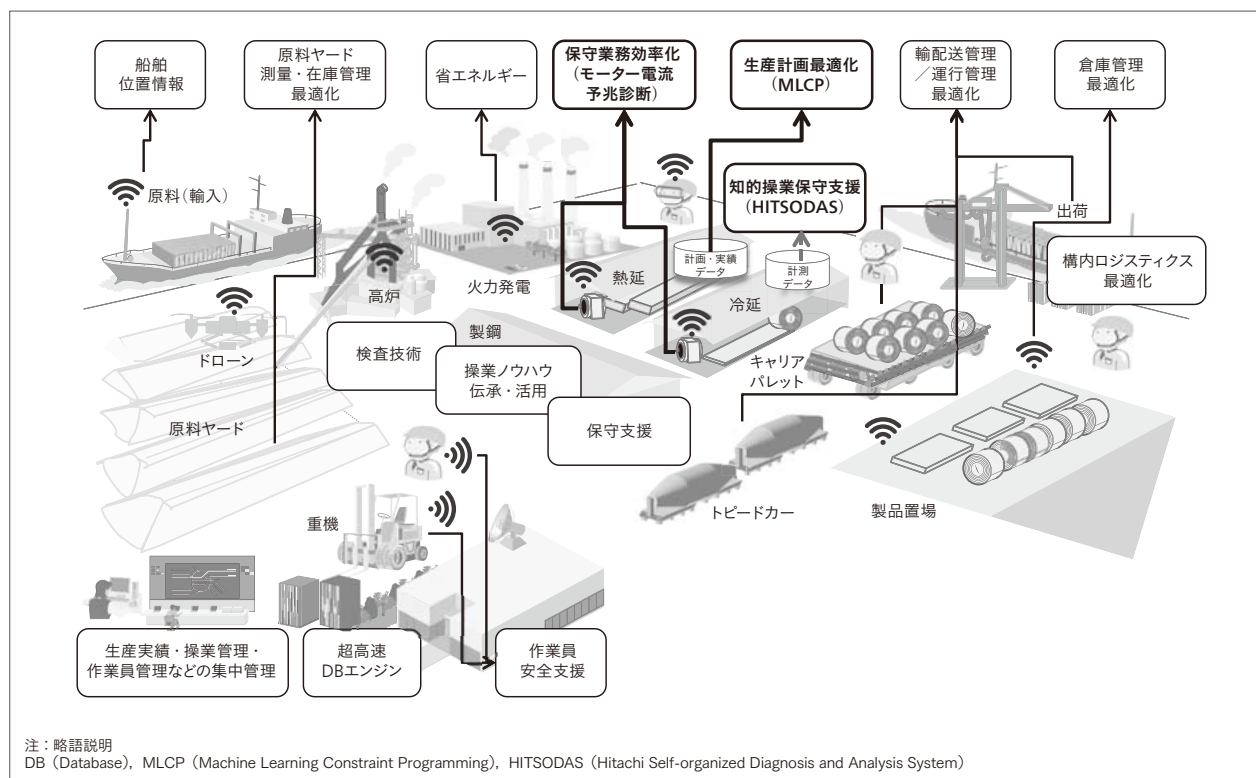 船舶
位置情報
原料ヤード
測量・在庫管理
最適化
省エネルギー
保守業務効率化
(モーター電流
予兆診断)
生産計画最適化
(MLCP)
輸配送管理
／運行管理
最適化
倉庫管理
最適化
原料(輸入)
知的操業保守支援
(HITSODAS)
出荷
構内ロジスティクス
最適化
計画・実績
データ
計測
データ
熱延
冷延
高炉
火力発電
ドローン
製鋼
検査技術
操業ノウハウ
伝承・活用
保守支援
キャリア
パレット
原料ヤード
重機
トピードカー
製品置場
生産実績・操業管理・
作業員管理などの集中管理
超高速
DBエンジン
作業員
安全支援
注：略語説明
DB（Database），MLCP（Machine Learning Constraint Programming），HITSODAS（Hitachi Self-organized Diagnosis and Analysis System）